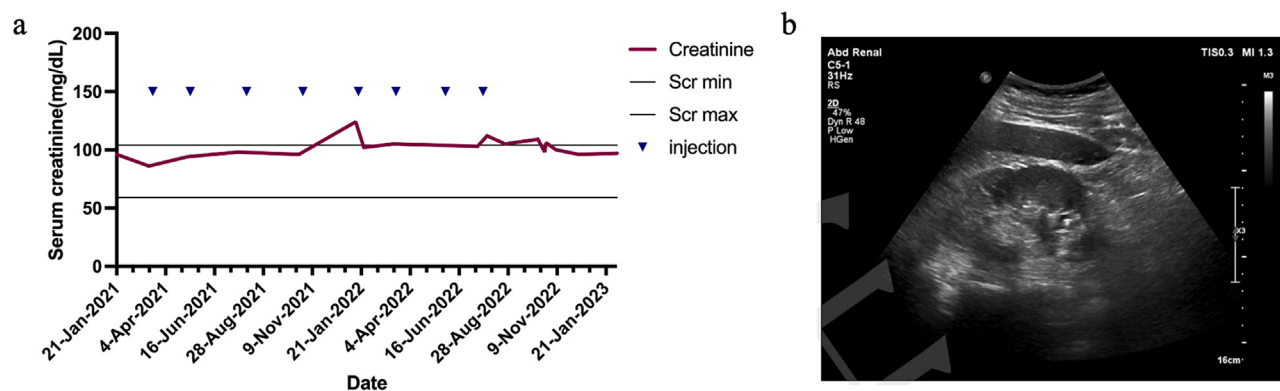 a
Serum creatinine(mg/dL)
200
150
100
50
0
21-Jan-2021
4-Apr-2021
16-Jun-2021
28-Aug-2021
9-Nov-2021
21-Jan-2022
4-Apr-2022
16-Jun-2022
28-Aug-2022
9-Nov-2022
21-Jan-2023
Date
Creatinine
Scr min
Scr max
injection
b
Abd Renal
C5-1
31Hz
RS
2D
47%
Dyn R 48
P Low
HGen
TIS0.3 MI 1.3
M3
X3
16cm